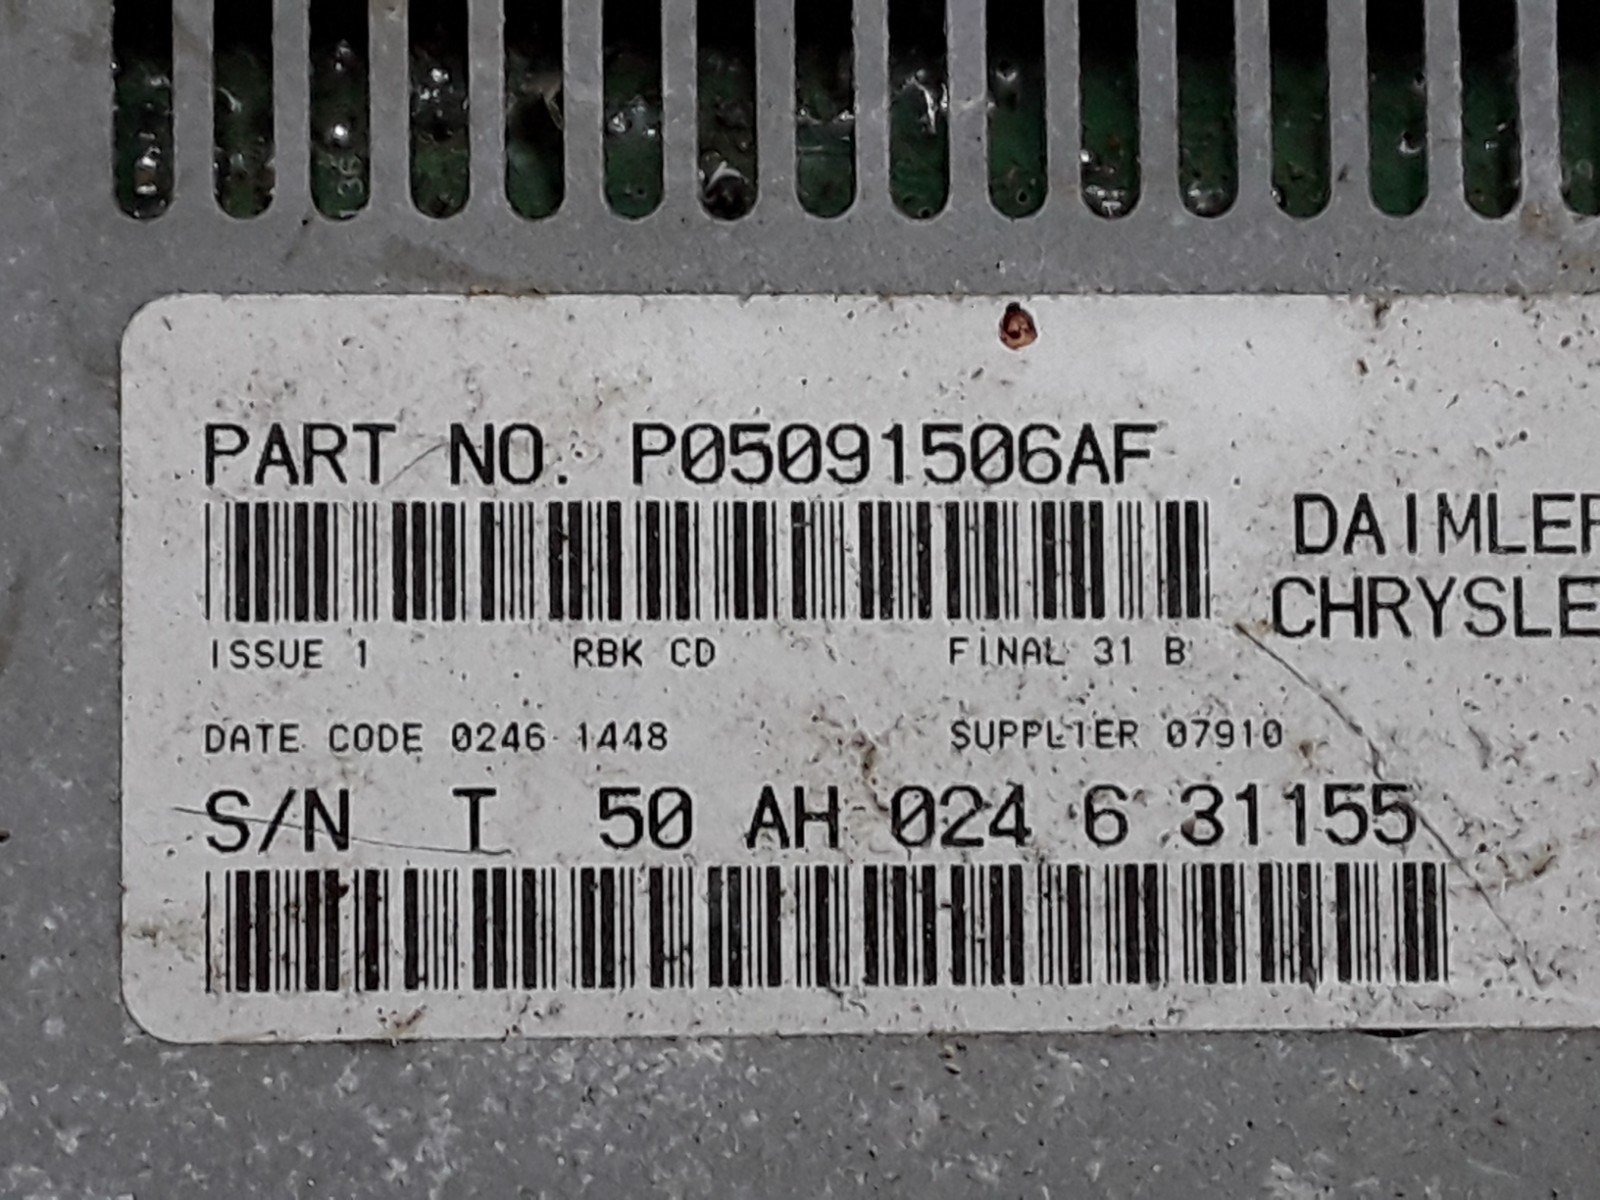 36
PART NO. P05091506AF
DAIMLER
CHRYSLE
ISSUE 1 RBK CD FINAL 31 B
DATE CODE 0246 1448 SUPPLIER 07910
S/N T 50 AH 024 6 31155